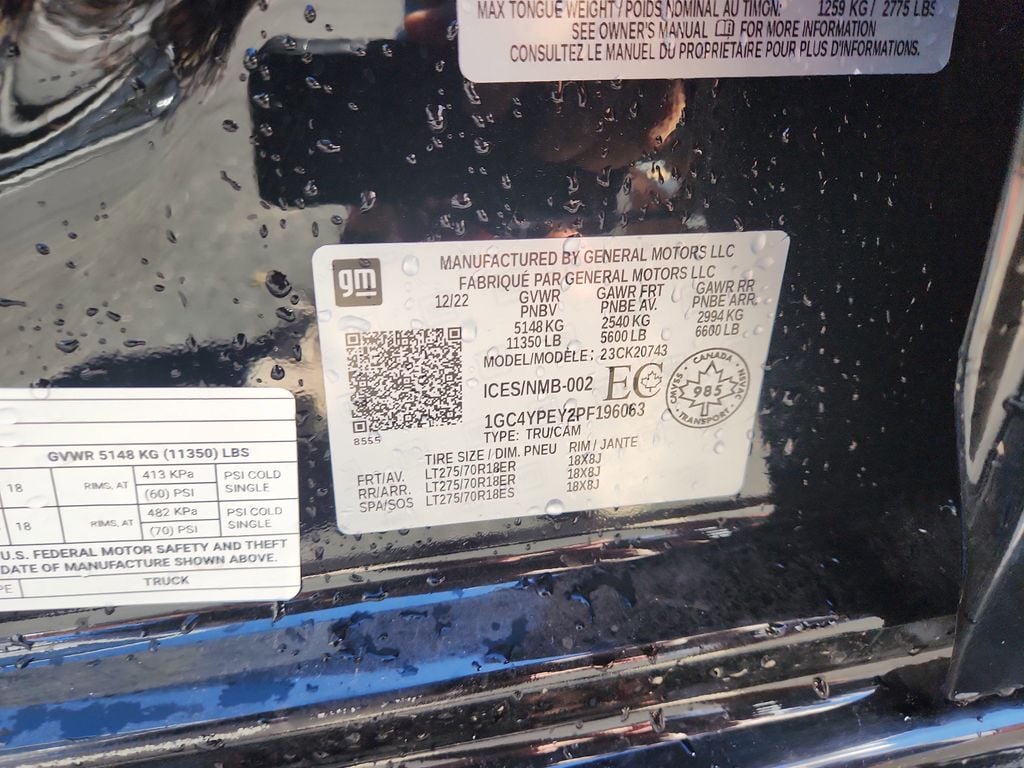 MAX TONGUE WEIGHT / POIDS NOMINAL AU TIMON: 1259 KG / 2775 LBS
SEE OWNER'S MANUAL FOR MORE INFORMATION
CONSULTEZ LE MANUEL DU PROPRIÉTAIRE POUR PLUS D'INFORMATIONS.
gm
MANUFACTURED BY GENERAL MOTORS LLC
FABRIQUÉ PAR GENERAL MOTORS LLC
12/22 GVWR GAWR FRT GAWR RR
PNBV PNBE AV. PNBE ARR.
5148 KG 2540 KG 2994 KG
11350 LB 5600 LB 6600 LB
MODEL/MODÈLE: 23CK20743
ICES/NMB-002 EC
CANADA
CMVSS 985 NSVAC
TRANSPORT
1GC4YPEY2PF196063
8555
TYPE: TRU/CAM
TIRE SIZE / DIM. PNEU RIM / JANTE
FRT/AV. LT275/70R18ER 18X8J
RR/ARR. LT275/70R18ER 18X8J
SPA/SOS LT275/70R18ES 18X8J
GVWR 5148 KG (11350) LBS
18 RIMS, AT 413 KPa PSI COLD
(60) PSI SINGLE
18 RIMS, AT 482 KPa PSI COLD
(70) PSI SINGLE
U.S. FEDERAL MOTOR SAFETY AND THEFT
DATE OF MANUFACTURE SHOWN ABOVE.
PE TRUCK